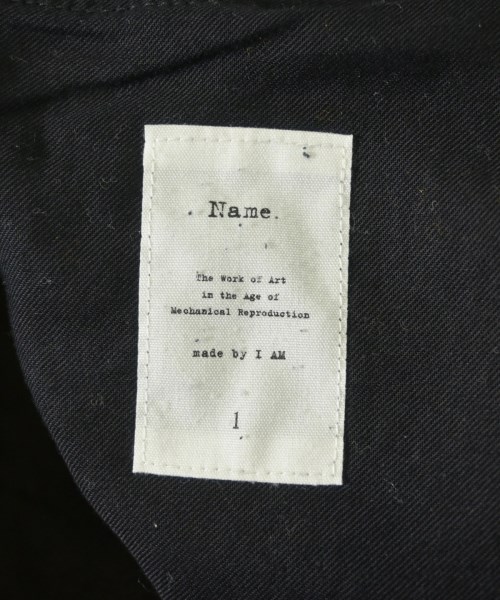 Name.
The Work of Art
in the Age of
Mechanical Reproduction
made by I AM
1